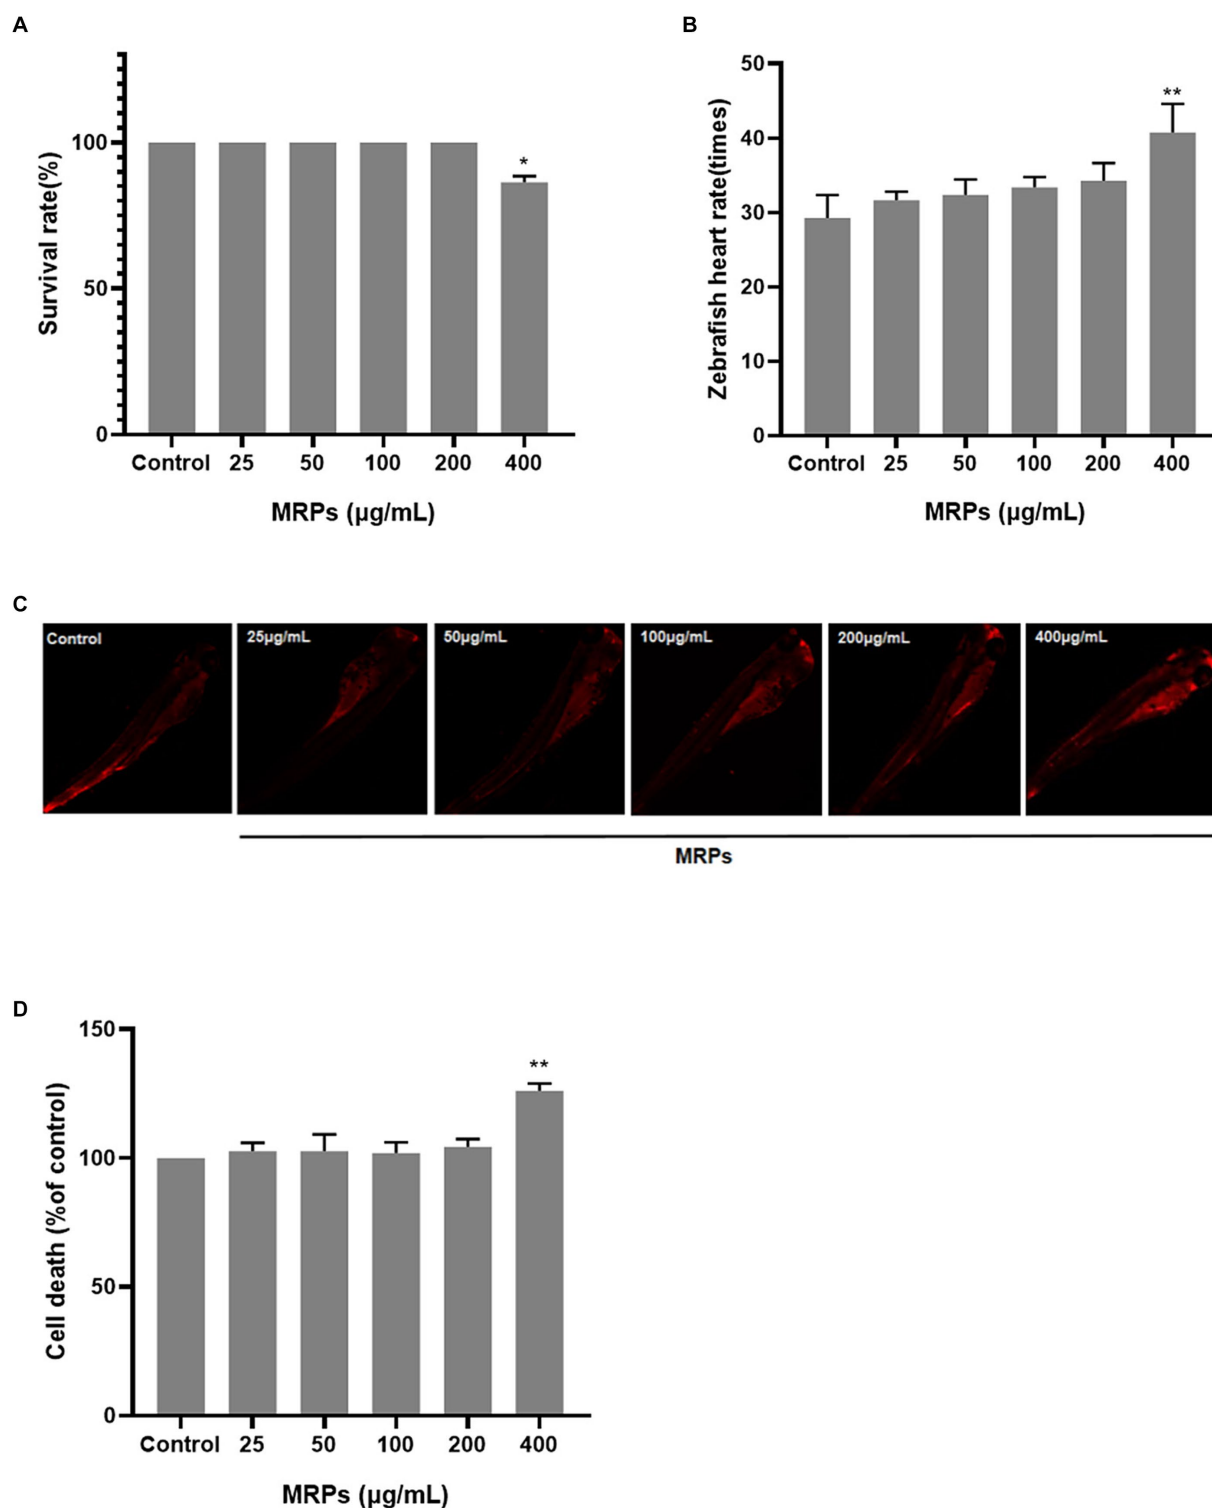 A
Survival rate(%)
100
50
0
*
Control 25 50 100 200 400
MRPs (µg/mL)
B
Zebrafish heart rate(times)
50
40
30
20
10
0
**
Control 25 50 100 200 400
MRPs (µg/mL)
C
Control 25µg/mL 50µg/mL 100µg/mL 200µg/mL 400µg/mL
MRPs
D
Cell death (%of control)
150
100
50
0
**
Control 25 50 100 200 400
MRPs (µg/mL)